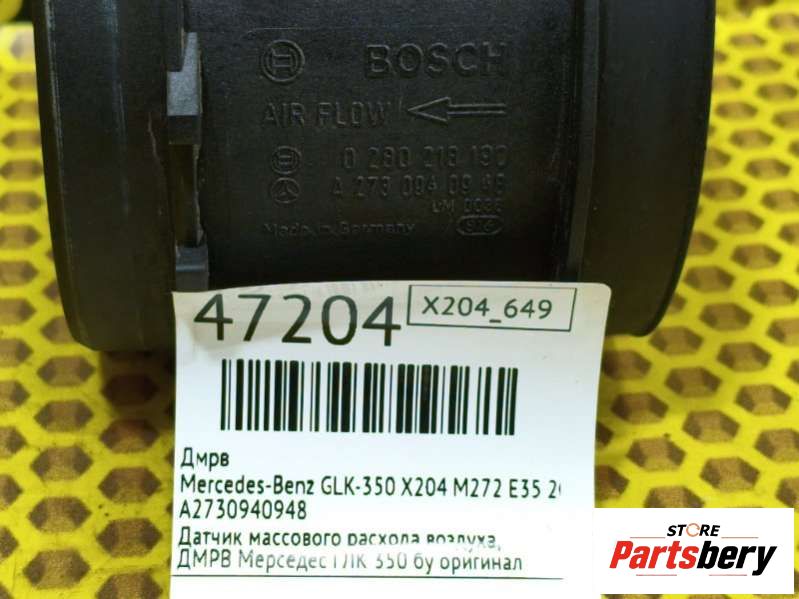 BOSCH
AIR FLOW
0 280 218 190
A 273 094 09 48
Made in Germany
47204
X204_649
Дмрв
Mercedes-Benz GLK-350 X204 M272 E35
A2730940948
Датчик массового расхода воздуха,
ДМРВ Мерседес ГЛК 350 бу оригинал
STORE
Partsbery